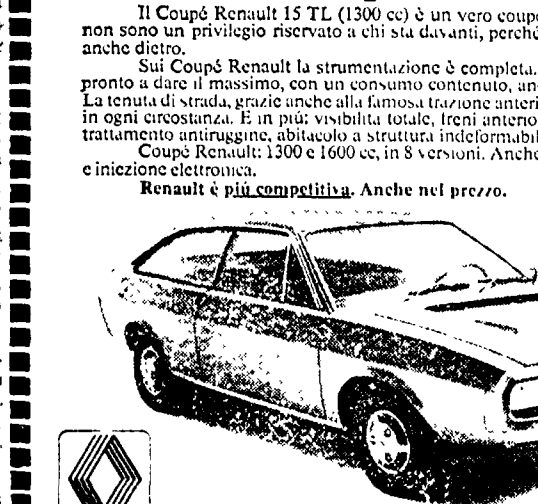 Il Coupé Renault 15 TL (1300 cc) è un vero coupé
non sono un privilegio riservato a chi sta davanti, perché
anche dietro.
Sui Coupé Renault la strumentazione è completa.
pronto a dare il massimo, con un consumo contenuto, an
La tenuta di strada, grazie anche alla famosa trazione anteri
in ogni circostanza. E in più: visibilità totale, freni anterio
trattamento antiruggine, abitacolo a struttura indeformabil
Coupé Renault: 1300 e 1600 cc, in 8 versioni. Anche
e iniezione elettronica.
Renault è più competitiva. Anche nel prezzo.